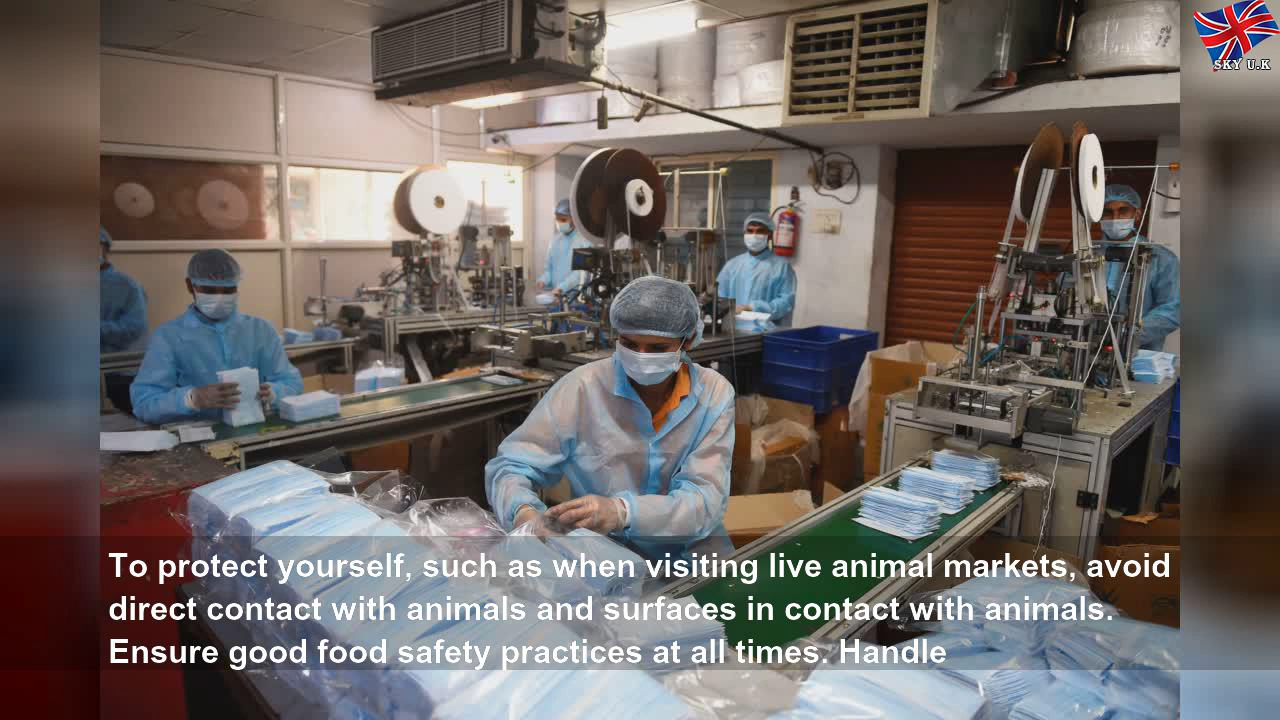 SKY U.K
To protect yourself, such as when visiting live animal markets, avoid
direct contact with animals and surfaces in contact with animals.
Ensure good food safety practices at all times. Handle